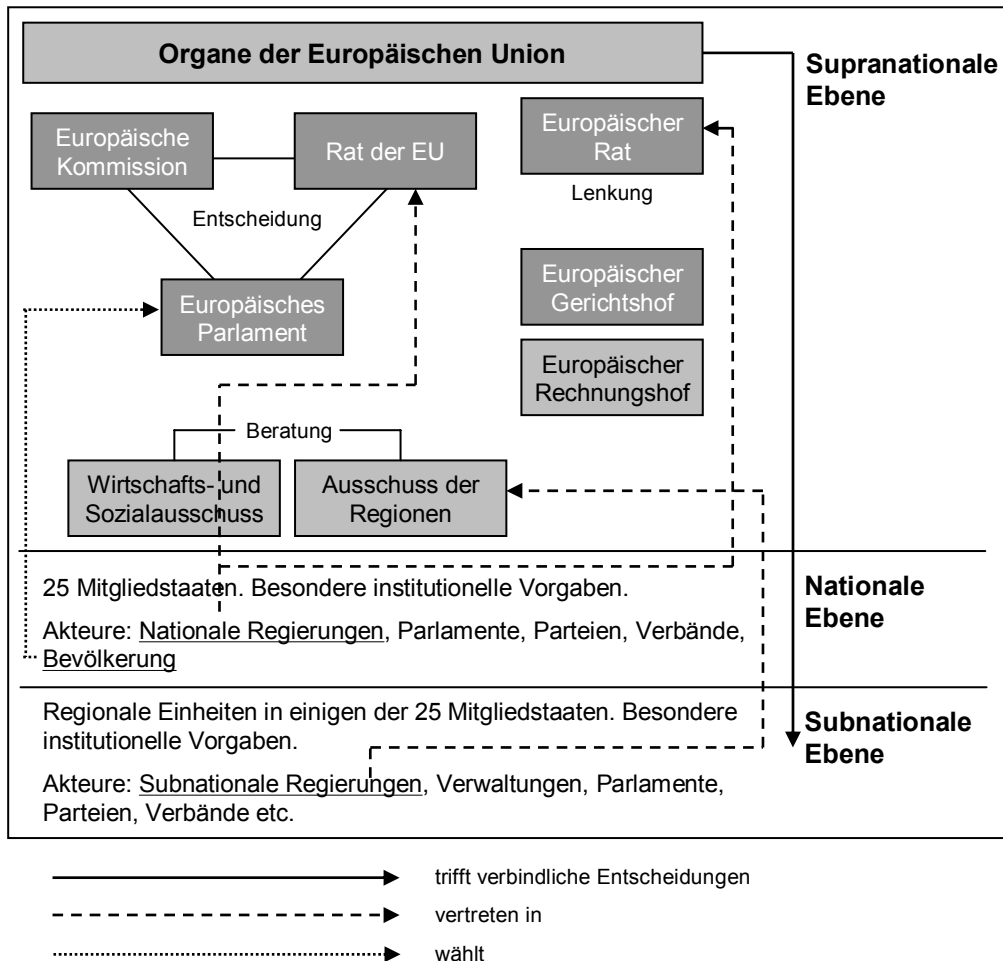 Organe der Europäischen Union
Supranationale
Ebene
Europäische
Kommission
Rat der EU
Europäischer
Rat
Lenkung
Entscheidung
Europäisches
Parlament
Europäischer
Gerichtshof
Europäischer
Rechnungshof
Beratung
Wirtschafts- und
Sozialausschuss
Ausschuss der
Regionen
25 Mitgliedstaaten. Besondere institutionelle Vorgaben.
Akteure: Nationale Regierungen, Parlamente, Parteien, Verbände,
Bevölkerung
Nationale
Ebene
Regionale Einheiten in einigen der 25 Mitgliedstaaten. Besondere
institutionelle Vorgaben.
Akteure: Subnationale Regierungen, Verwaltungen, Parlamente,
Parteien, Verbände etc.
Subnationale
Ebene
trifft verbindliche Entscheidungen
vertreten in
wählt